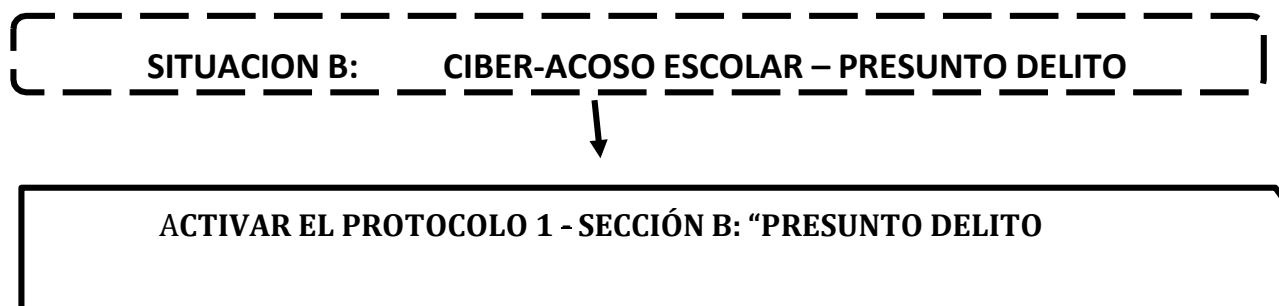 SITUACION B: CIBER-ACOSO ESCOLAR – PRESUNTO DELITO
ACTIVAR EL PROTOCOLO 1 - SECCIÓN B: “PRESUNTO DELITO